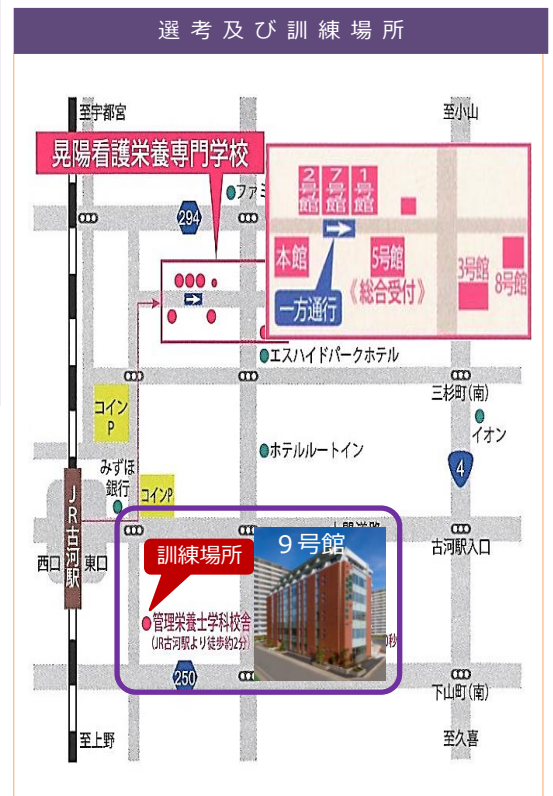 選考及び訓練場所
至宇都宮
至小山
晃陽看護栄養専門学校
ファミ
294
2号館
7号館
1号館
本館
5号館
《総合受付》
3号館
8号館
一方通行
エスハイドパークホテル
三杉町(南)
コイン
P
イオン
ホテルルートイン
4
みずほ
銀行
コインP
JR古河駅
西口
東口
古河駅入口
訓練場所
9号館
管理栄養士学科校舎
(JR古河駅より徒歩約2分)
秒
250
下山町(南)
至上野
至久喜